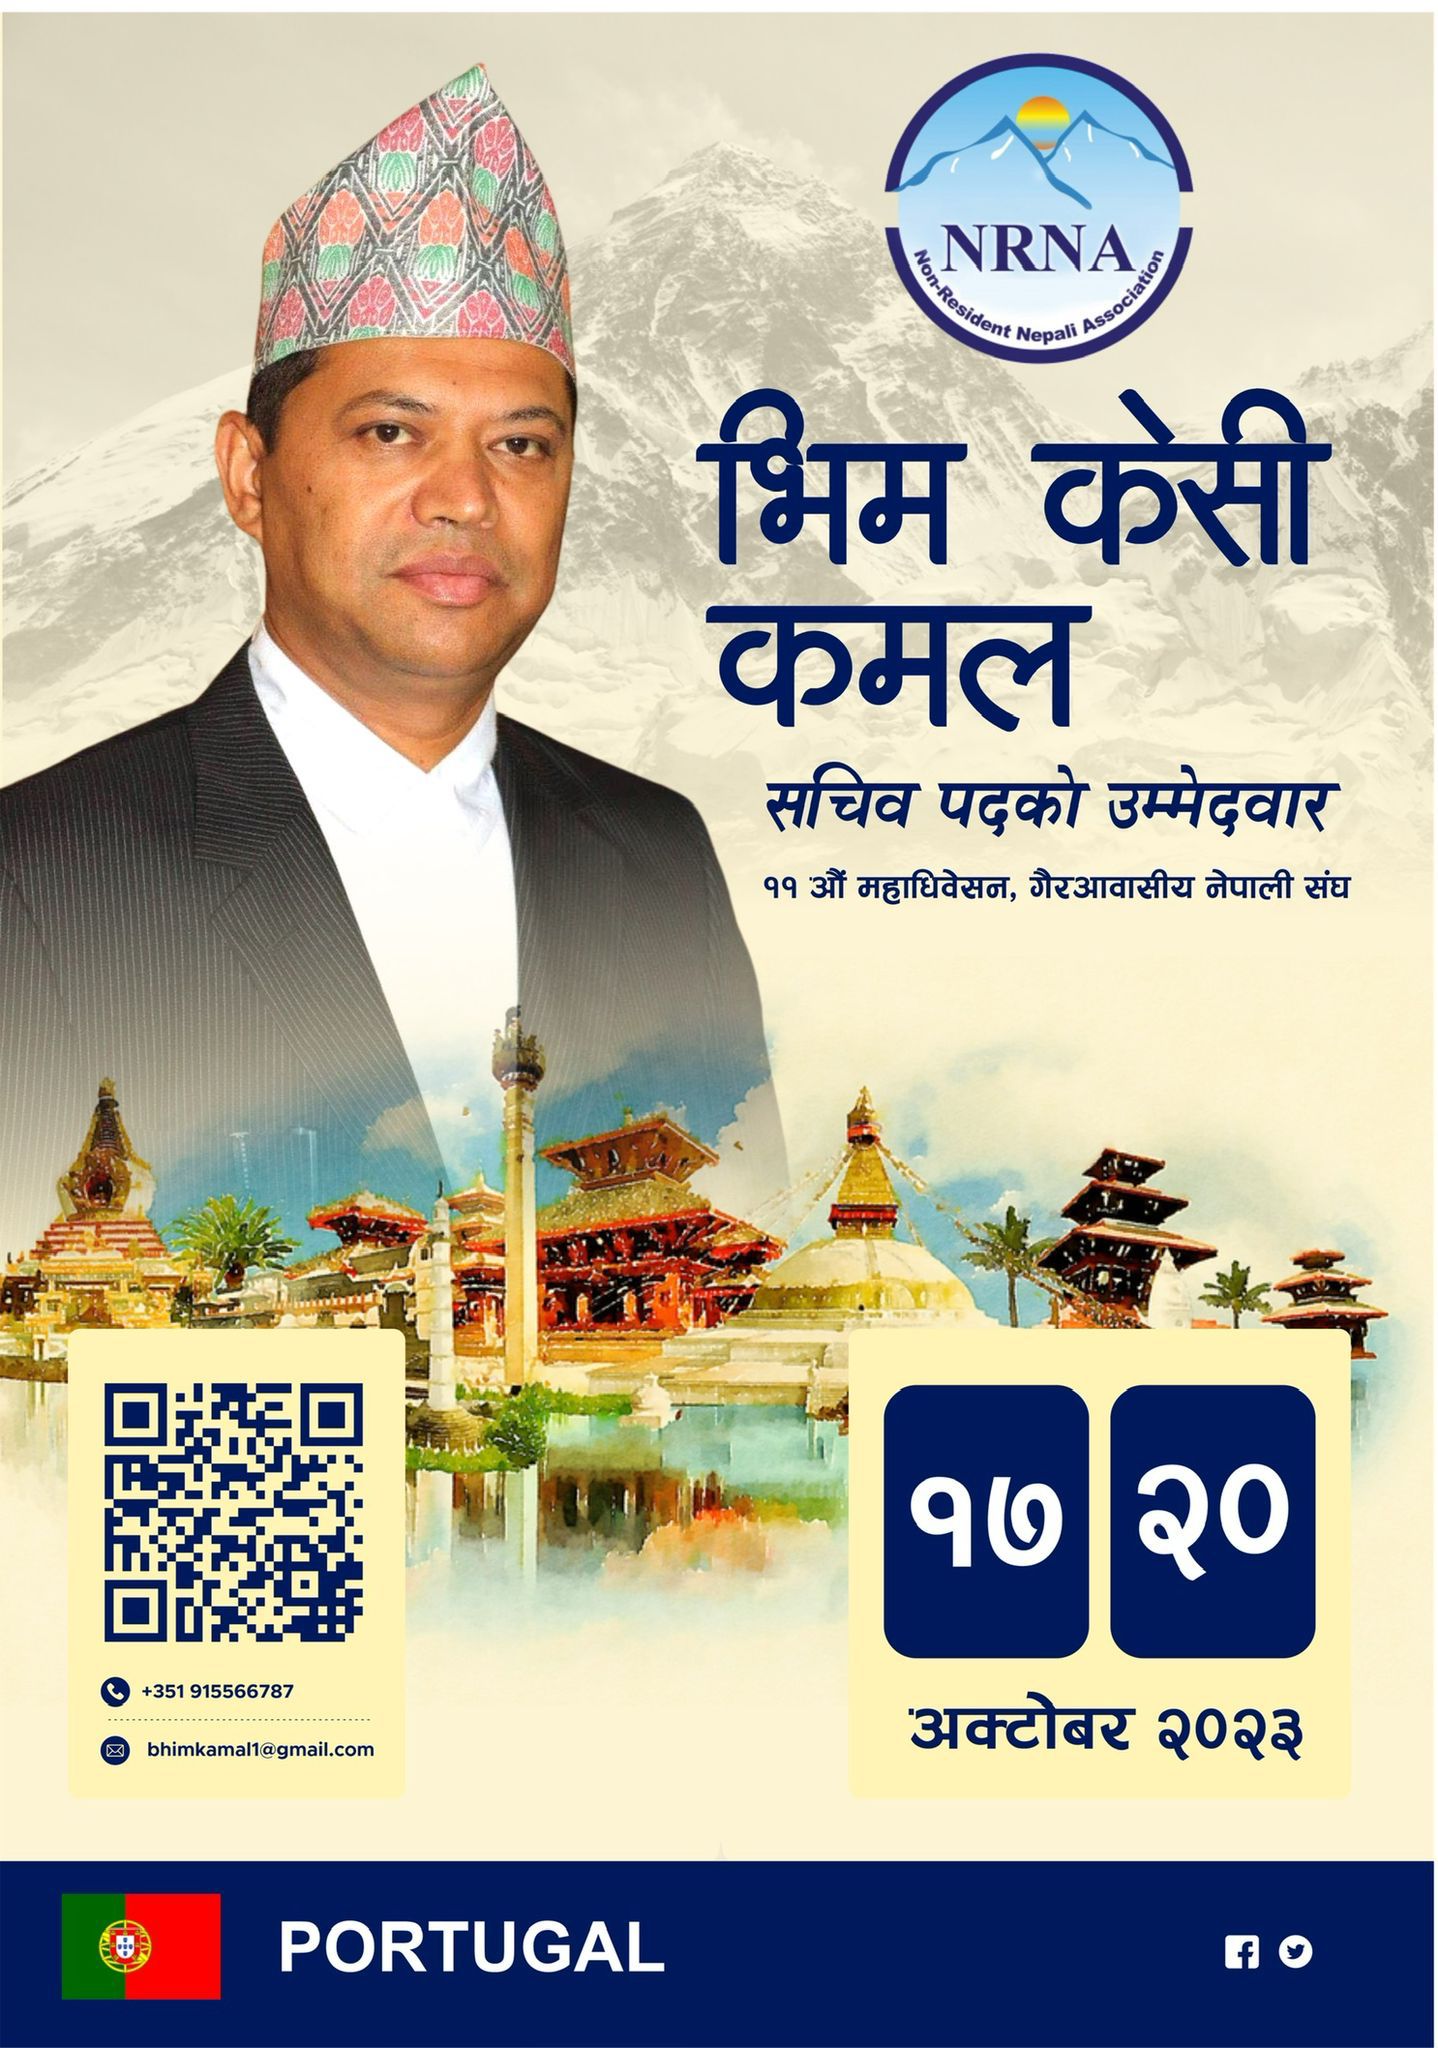 NRNA
Non-Resident Nepali Association
भिम केसी
कमल
सचिव पदको उम्मेदवार
११ औं महाधिवेसन, गैरआवासीय नेपाली संघ
१७ २०
अक्टोबर २०२३
+351 915566787
bhimkamal1@gmail.com
PORTUGAL